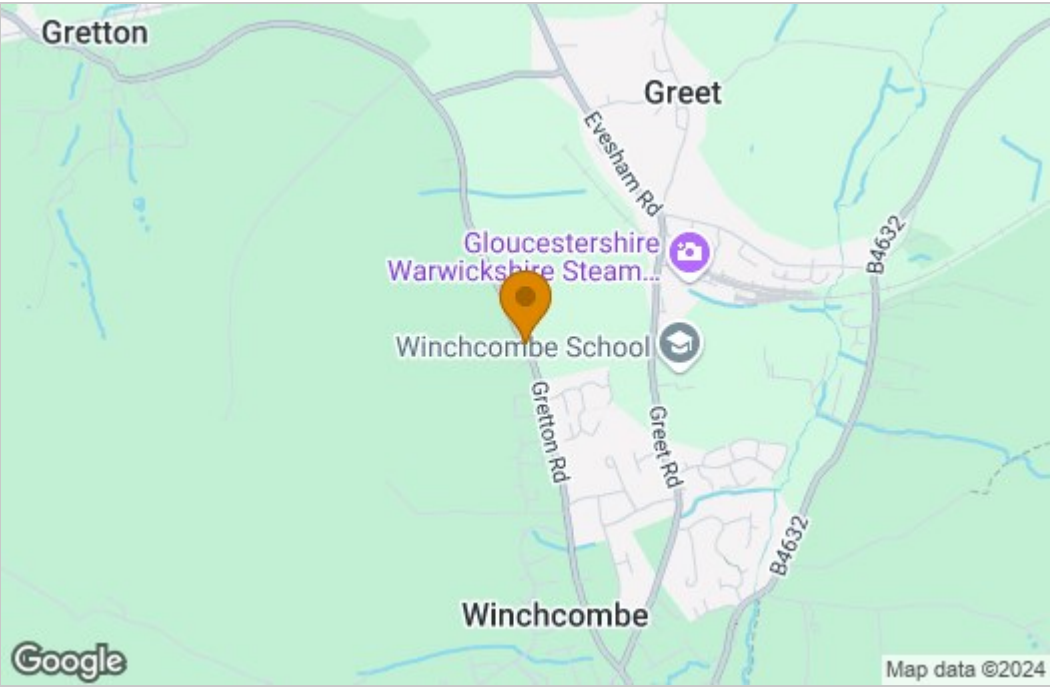 Gretton
Greet
Evesham Rd
B4632
Gloucestershire
Warwickshire Steam...
Winchcombe School
Gretton Rd
Greet Rd
B4632
Winchcombe
Google
Map data ©2024